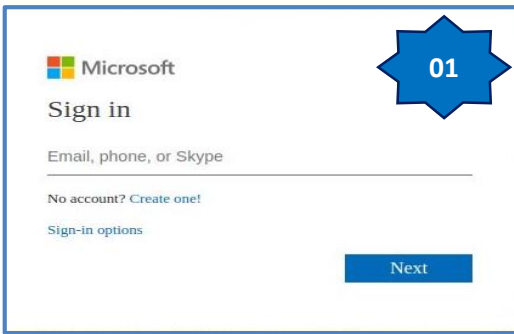 Microsoft
01
Sign in
Email, phone, or Skype
No account? Create one!
Sign-in options
Next